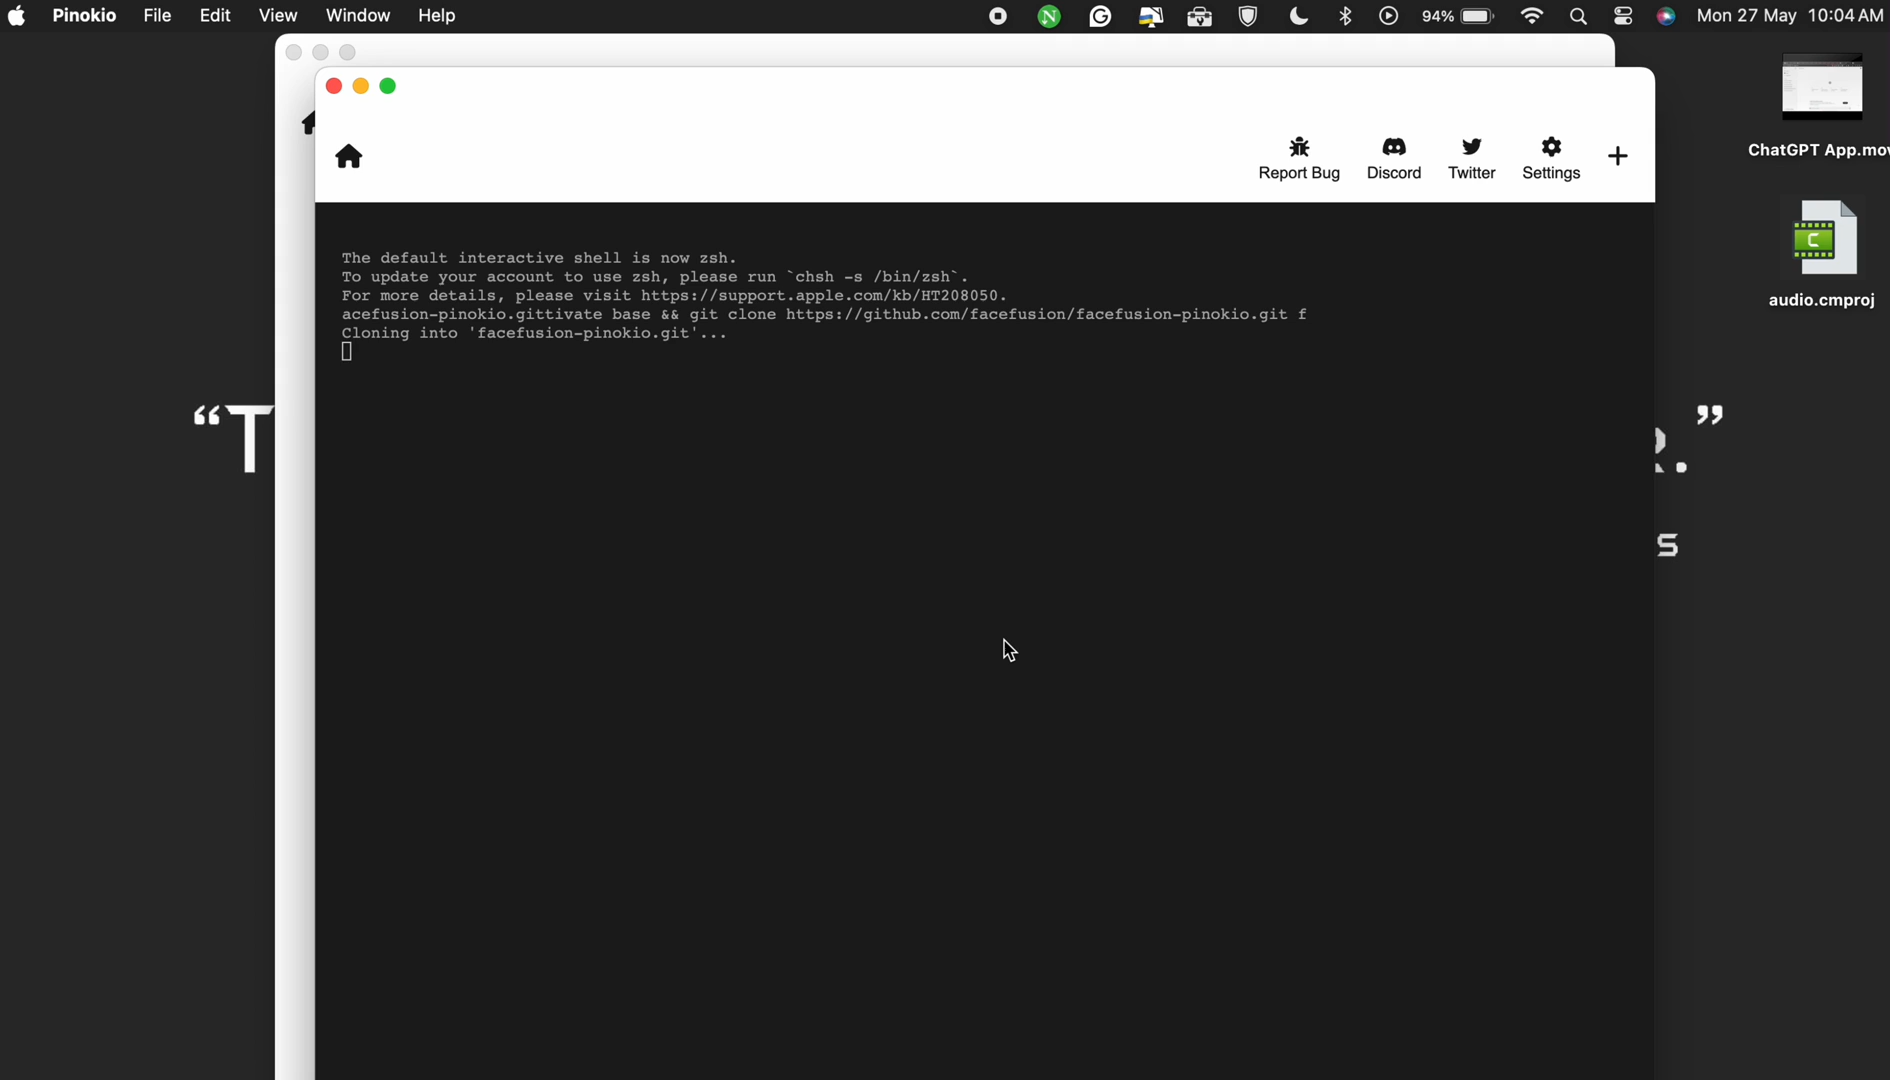 Pinokio File Edit View Window Help 94% Mon 27 May 10:04 AM
ChatGPT App.mov
Report Bug Discord Twitter Settings
The default interactive shell is now zsh.
To update your account to use zsh, please run `chsh -s /bin/zsh`.
For more details, please visit https://support.apple.com/kb/HT208050.
acefusion-pinokio.gittivate base && git clone https://github.com/facefusion/facefusion-pinokio.git f
Cloning into 'facefusion-pinokio.git'...
audio.cmproj
“T .”
s